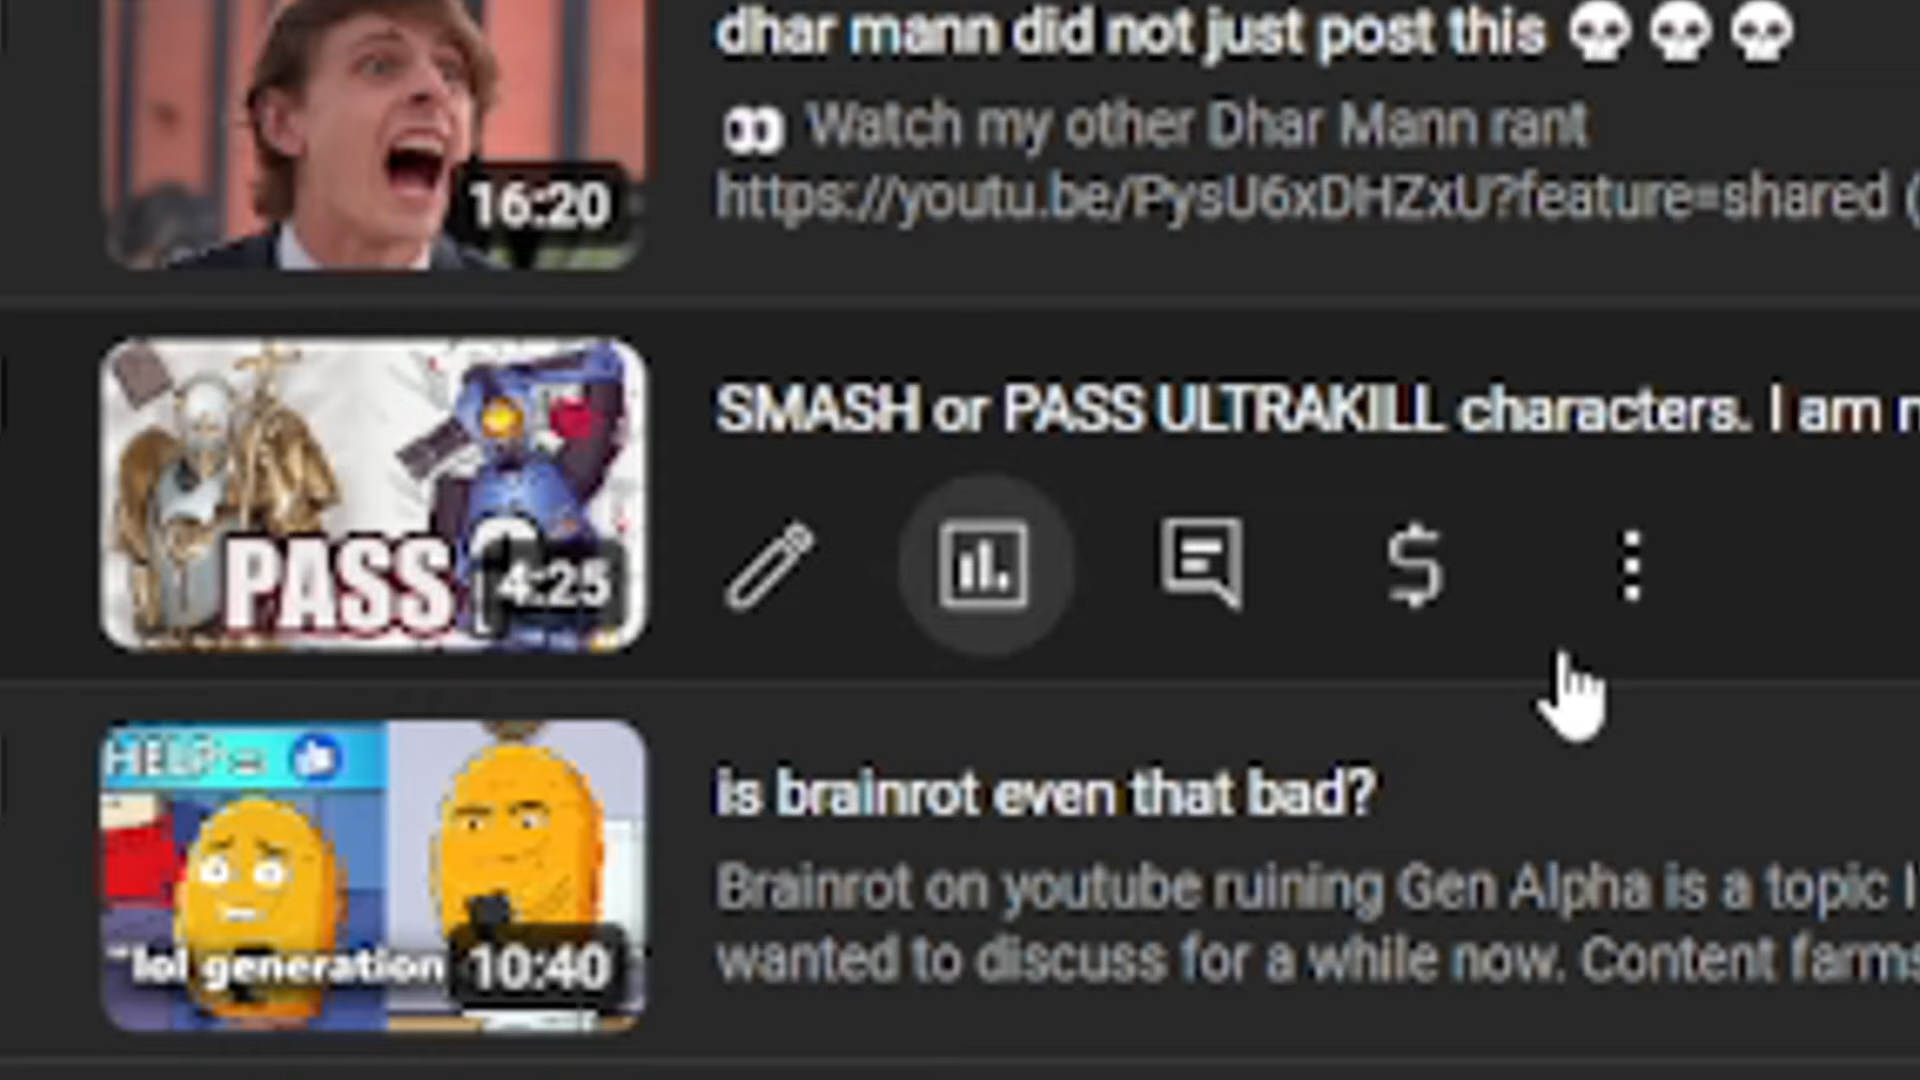 dhar mann did not just post this 💀💀💀
👀 Watch my other Dhar Mann rant
https://youtu.be/PysU6xDHZxU?feature=shared (
16:20
SMASH or PASS ULTRAKILL characters. I am
PASS
4:25
HELP =
is brainrot even that bad?
Brainrot on youtube ruining Gen Alpha is a topic I
wanted to discuss for a while now. Content farms
"lol generation
10:40